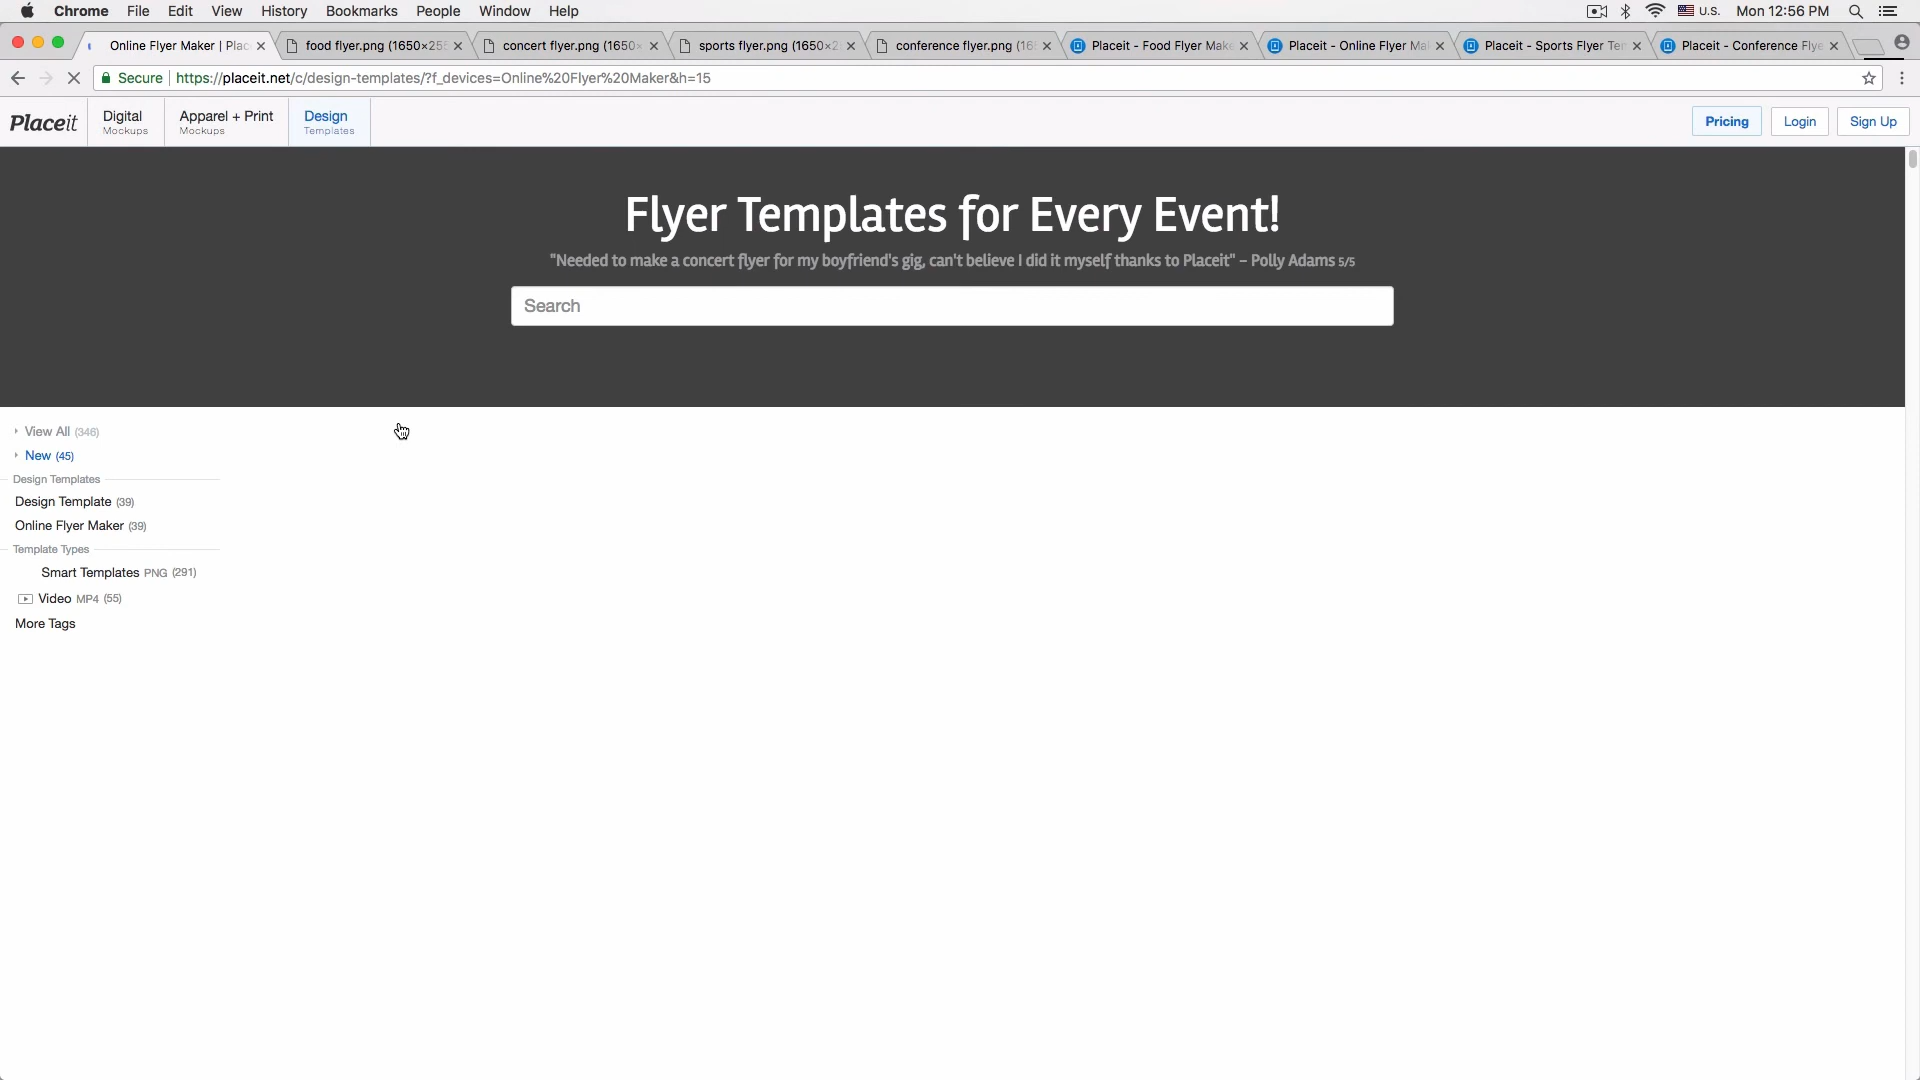 Chrome File Edit View History Bookmarks People Window Help U.S. Mon 12:56 PM
Online Flyer Maker | Plac food flyer.png (1650×255 concert flyer.png (1650× sports flyer.png (1650×2 conference flyer.png (16 Placeit - Food Flyer Make Placeit - Online Flyer Ma Placeit - Sports Flyer Te Placeit - Conference Flye
Secure https://placeit.net/c/design-templates/?f_devices=Online%20Flyer%20Maker&h=15
Placeit Digital Apparel + Print Design Pricing Login Sign Up
Mockups Mockups Templates
Flyer Templates for Every Event!
"Needed to make a concert flyer for my boyfriend's gig, can't believe I did it myself thanks to Placeit" – Polly Adams 5/5
Search
View All (346)
New (45)
Design Templates
Design Template (39)
Online Flyer Maker (39)
Template Types
Smart Templates PNG (291)
Video MP4 (55)
More Tags